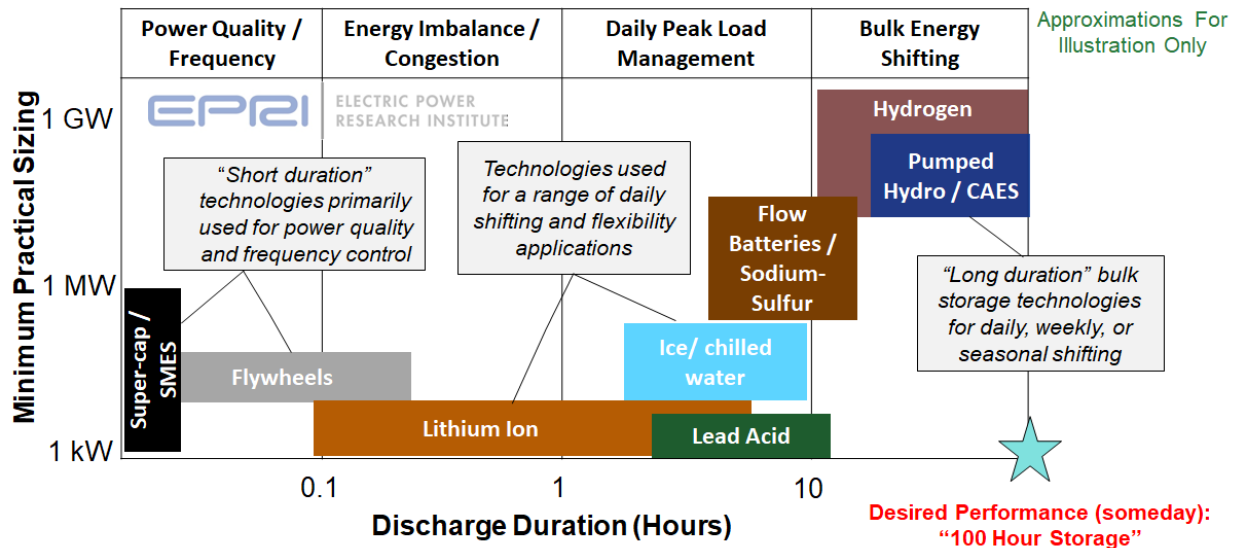 Power Quality /
Frequency
Energy Imbalance /
Congestion
Daily Peak Load
Management
Bulk Energy
Shifting
Approximations For
Illustration Only
Minimum Practical Sizing
1 GW
1 MW
1 kW
EPRI
ELECTRIC POWER
RESEARCH INSTITUTE
“Short duration”
technologies primarily
used for power quality
and frequency control
Technologies used
for a range of daily
shifting and flexibility
applications
Hydrogen
Pumped
Hydro / CAES
Flow
Batteries /
Sodium-
Sulfur
“Long duration” bulk
storage technologies
for daily, weekly, or
seasonal shifting
Super-cap /
SMES
Flywheels
Ice/ chilled
water
Lithium Ion
Lead Acid
0.1
1
10
Discharge Duration (Hours)
Desired Performance (someday):
“100 Hour Storage”